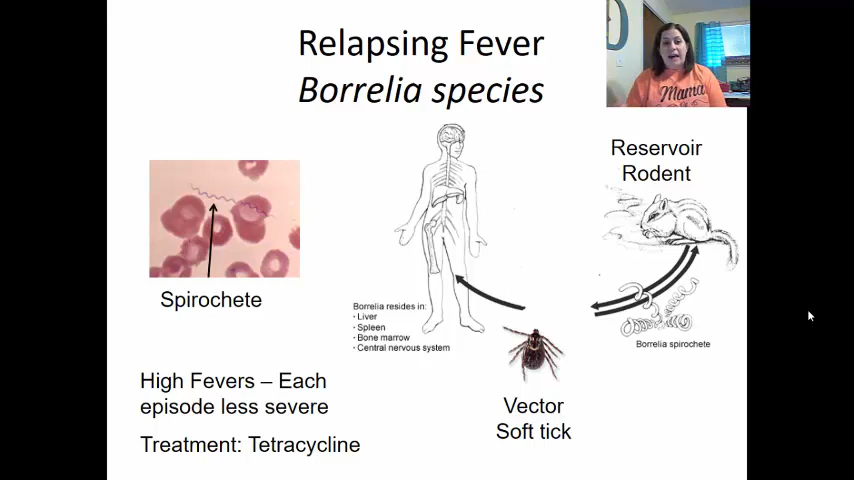 Relapsing Fever
Borrelia species
Mama
Reservoir
Rodent
Spirochete
Borrelia resides in:
· Liver
· Spleen
· Bone marrow
· Central nervous system
Borrelia spirochete
High Fevers – Each
episode less severe
Treatment: Tetracycline
Vector
Soft tick